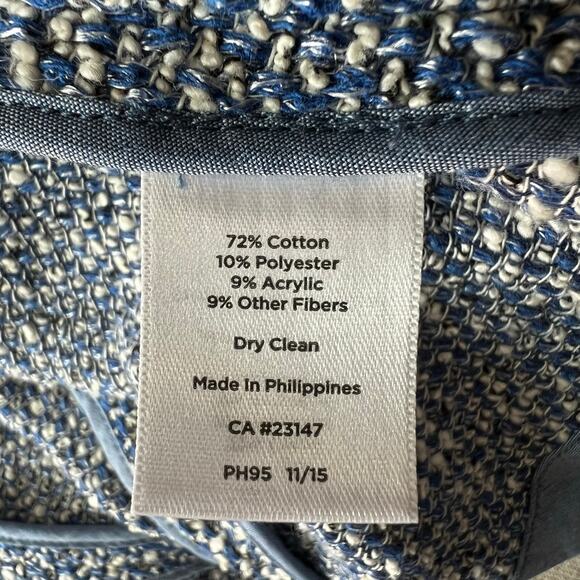 72% Cotton
10% Polyester
9% Acrylic
9% Other Fibers
Dry Clean
Made in Philippines
CA #23147
PH95 11/15